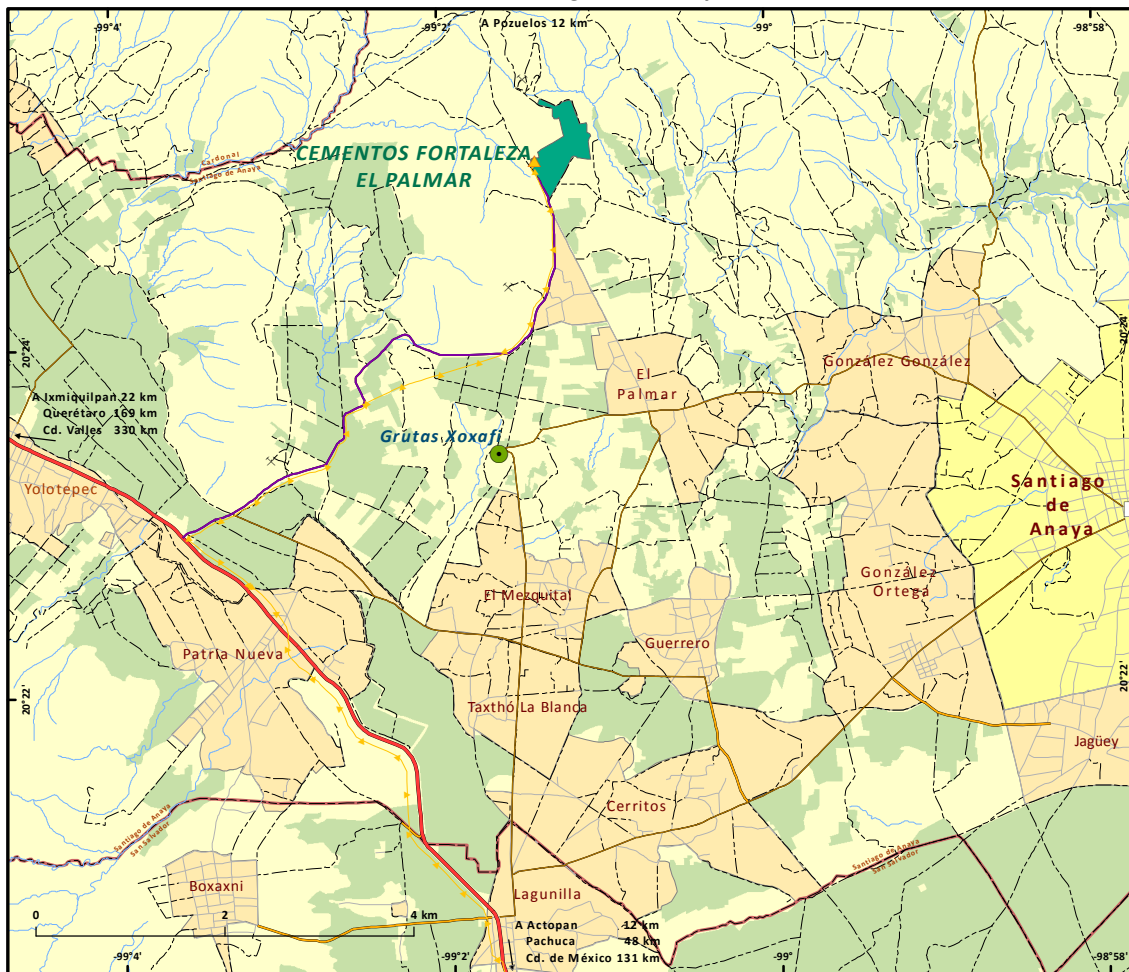 -99°4'
-99°2'
-99°
-98°58'
A Pozuelos 12 km
Cardonal
Santiago de Anaya
CEMENTOS FORTALEZA
EL PALMAR
20°24'
20°24'
González González
El
Palmar
A Ixmiquilpan 22 km
Querétaro 169 km
Cd. Valles 330 km
Grutas Xoxafi
Yolotepec
Santiago
de
Anaya
González
Ortega
El Mezquital
Guerrero
Patria Nueva
20°22'
20°22'
Taxthó La Blanca
Jagüey
Cerritos
Santiago de Anaya
San Salvador
Santiago de Anaya
San Salvador
Boxaxni
Lagunilla
0 2 4 km
A Actopan 12 km
Pachuca 48 km
Cd. de México 131 km
-99°4'
-99°2'
-99°
-98°58'